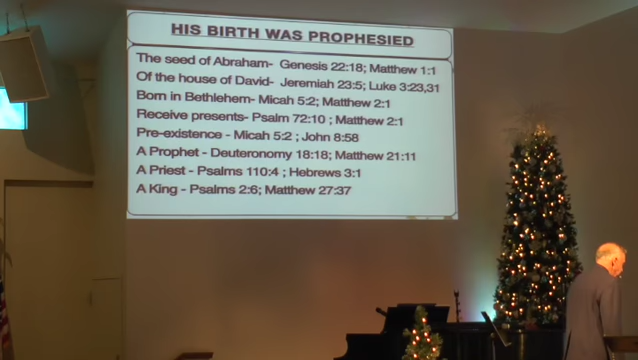 HIS BIRTH WAS PROPHESIED
The seed of Abraham- Genesis 22:18; Matthew 1:1
Of the house of David- Jeremiah 23:5; Luke 3:23,31
Born in Bethlehem- Micah 5:2; Matthew 2:1
Receive presents- Psalm 72:10 ; Matthew 2:1
Pre-existence - Micah 5:2 ; John 8:58
A Prophet - Deuteronomy 18:18; Matthew 21:11
A Priest - Psalms 110:4 ; Hebrews 3:1
A King - Psalms 2:6; Matthew 27:37